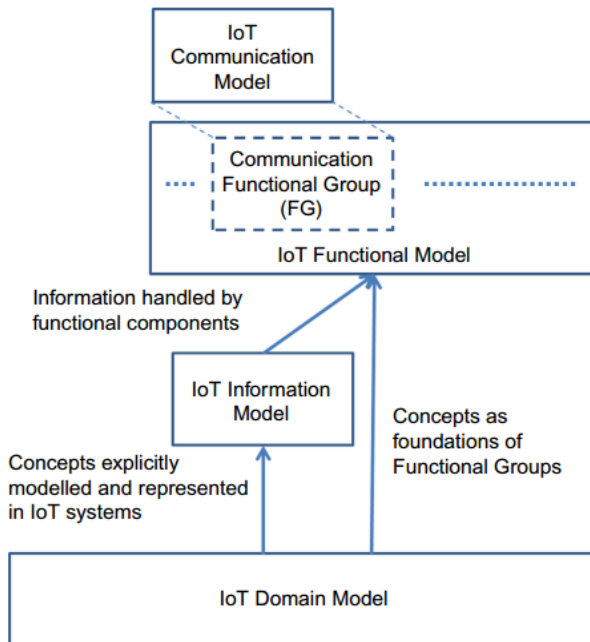 IoT
Communication
Model
Communication
Functional Group
(FG)
IoT Functional Model
Information handled by
functional components
IoT Information
Model
Concepts as
foundations of
Functional Groups
Concepts explicitly
modelled and represented
in IoT systems
IoT Domain Model